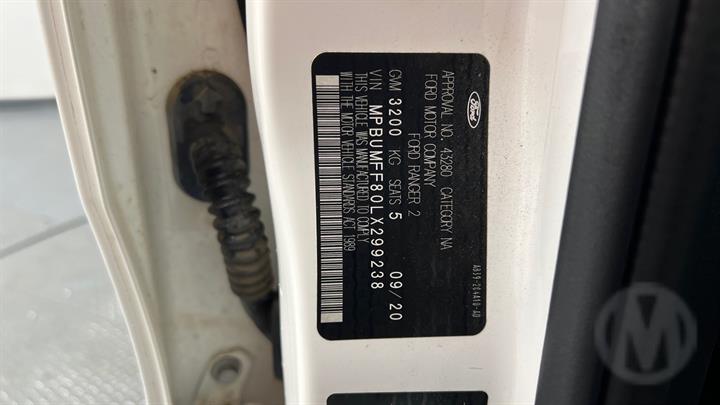 Ford
APPROVAL NO. 43280 CATEGORY NA
FORD MOTOR COMPANY
FORD RANGER 2
GVM 3200 KG SEATS 5 09/20
VIN MPBUMFF80LX299238
THIS VEHICLE WAS MANUFACTURED TO COMPLY
WITH THE MOTOR VEHICLE STANDARDS ACT 1989
M